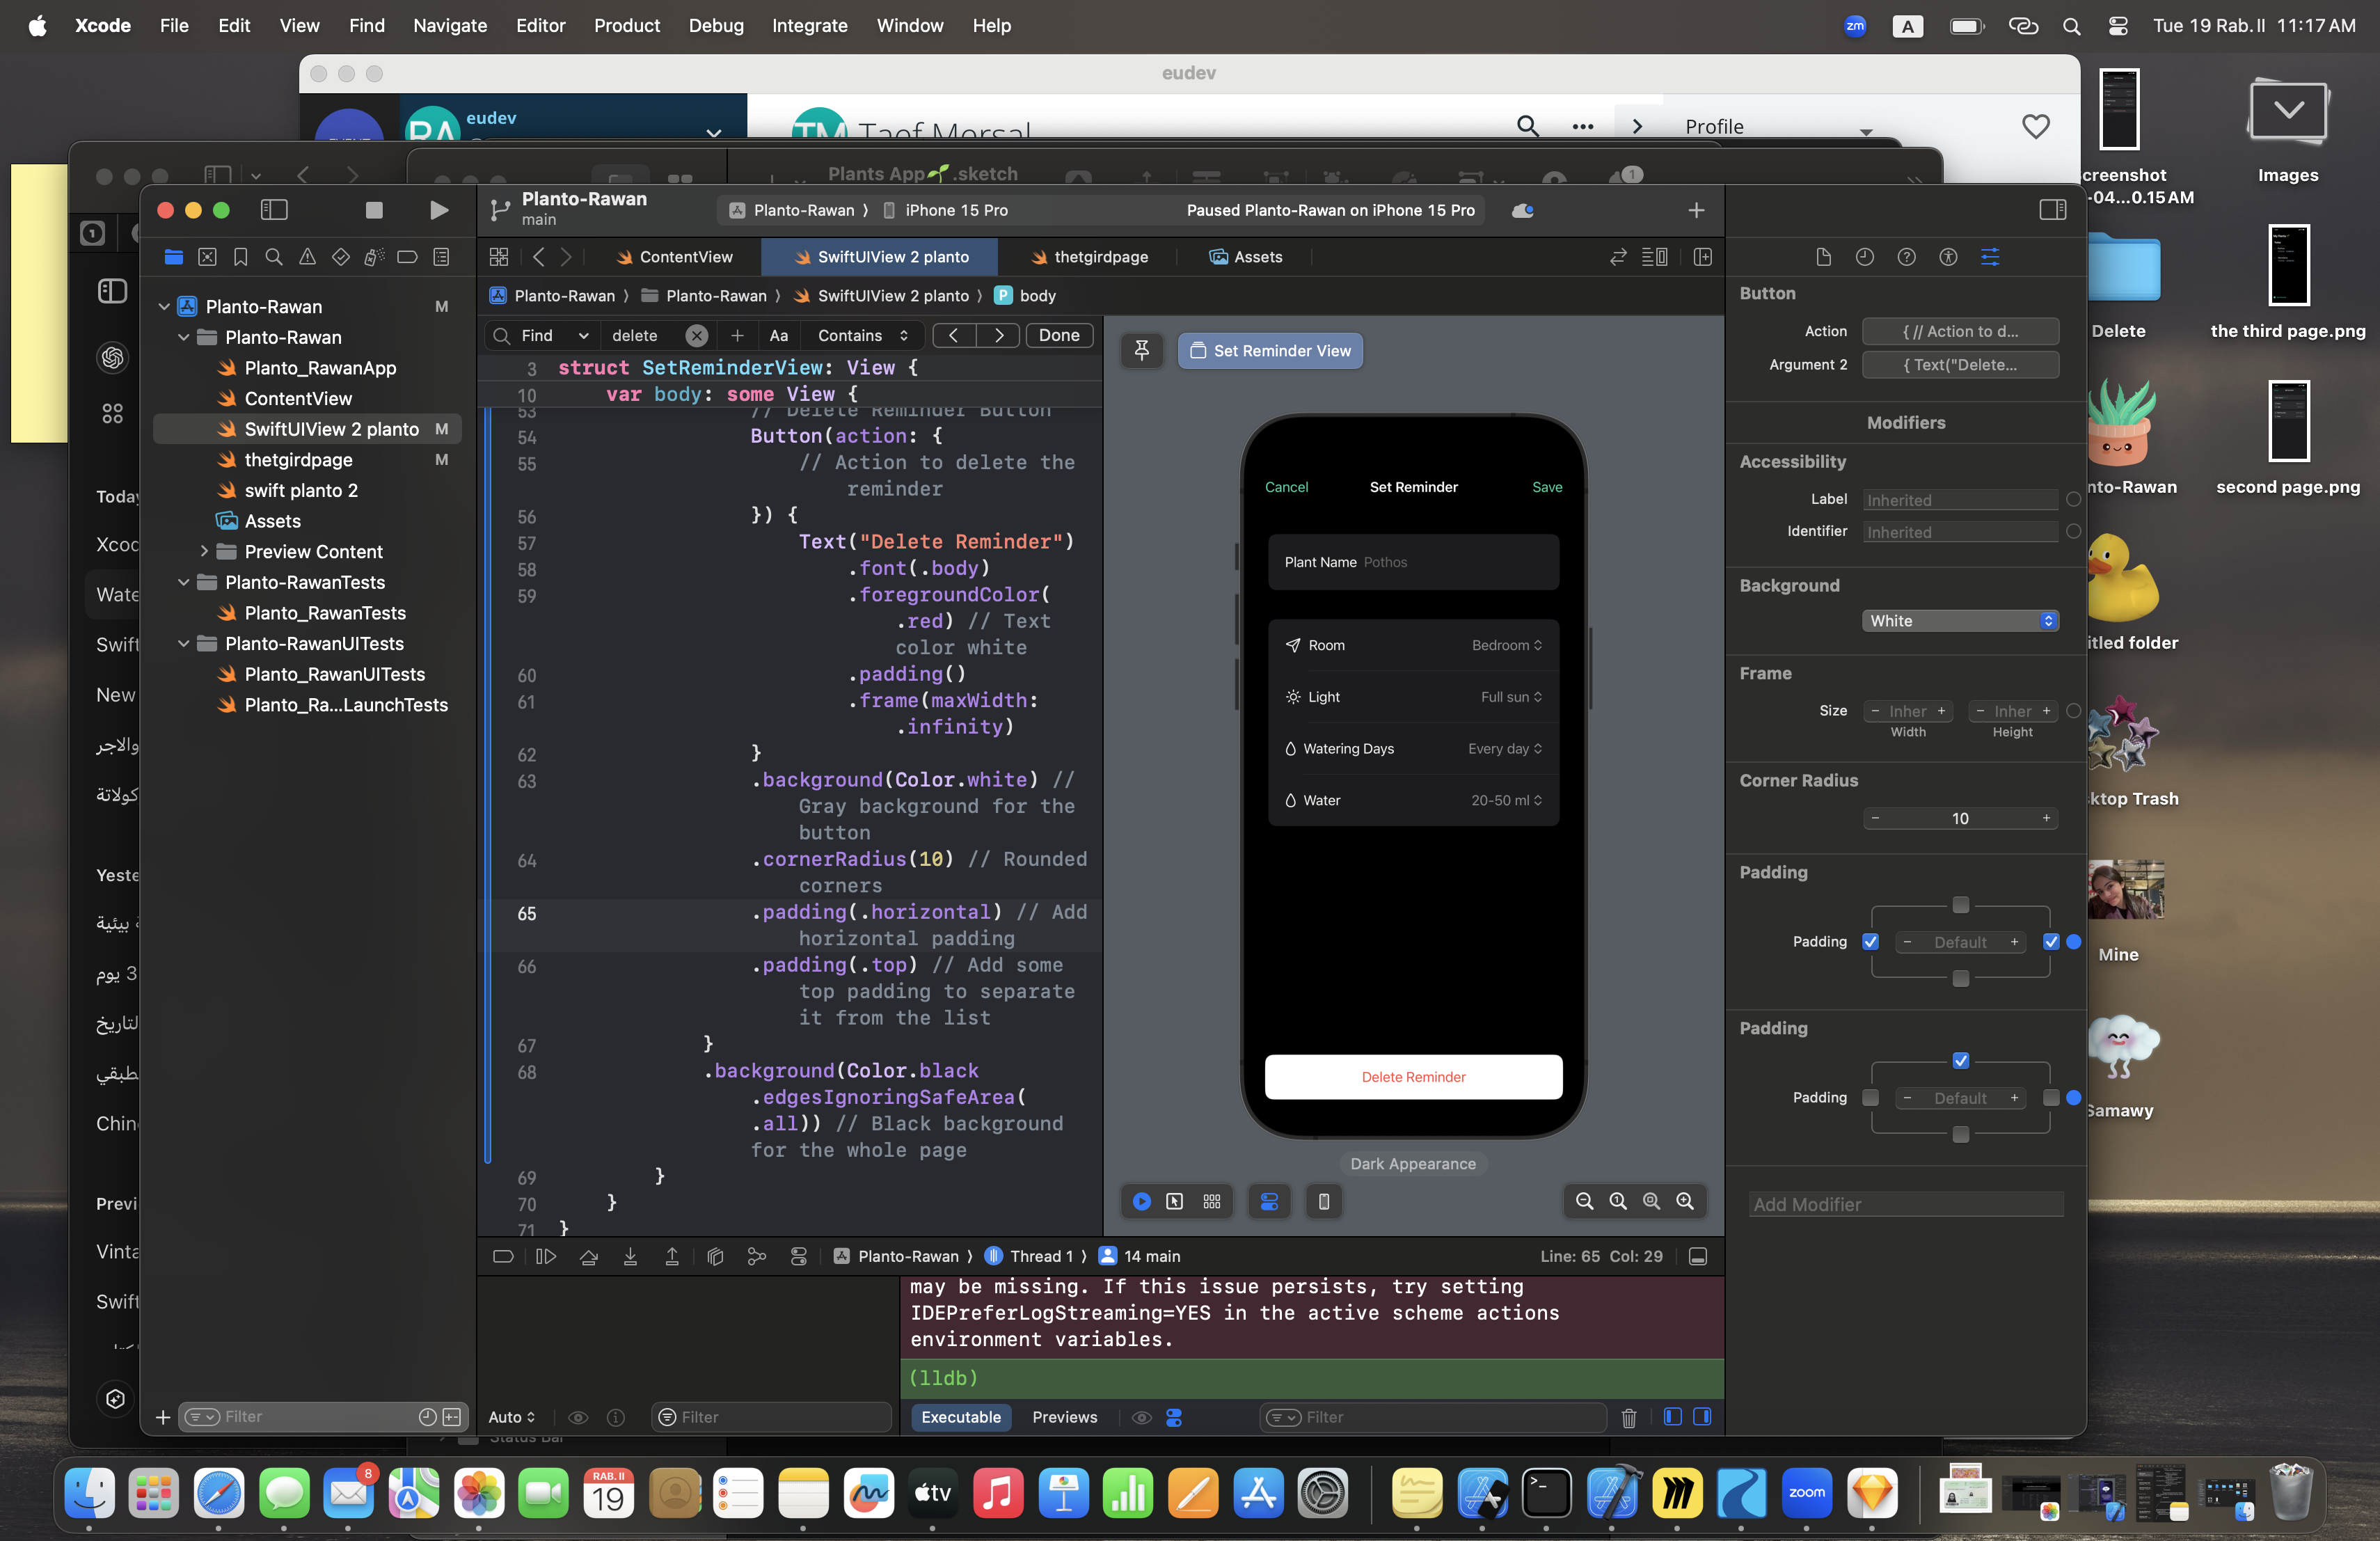 Xcode File Edit View Find Navigate Editor Product Debug Integrate Window Help
zm A Tue 19 Rab. II 11:17 AM
eudev
eudev
RA
TM Taef Mersal
Profile
Plants App🌱.sketch
1
Planto-Rawan
main
Planto-Rawan 〉 iPhone 15 Pro
Paused Planto-Rawan on iPhone 15 Pro
ContentView
SwiftUIView 2 planto
thetgirdpage
Assets
Planto-Rawan 〉 Planto-Rawan 〉 SwiftUIView 2 planto 〉 P body
Find delete Aa Contains Done
Planto-Rawan M
Planto-Rawan
Planto_RawanApp
ContentView
SwiftUIView 2 planto M
thetgirdpage M
swift planto 2
Assets
Preview Content
Planto-RawanTests
Planto_RawanTests
Planto-RawanUITests
Planto_RawanUITests
Planto_Ra...LaunchTests
3 struct SetReminderView: View {
10 var body: some View {
53 // Delete Reminder Button
54 Button(action: {
55 // Action to delete the
reminder
56 }) {
57 Text("Delete Reminder")
58 .font(.body)
59 .foregroundColor(
.red) // Text
color white
60 .padding()
61 .frame(maxWidth:
.infinity)
62 }
63 .background(Color.white) //
Gray background for the
button
64 .cornerRadius(10) // Rounded
corners
65 .padding(.horizontal) // Add
horizontal padding
66 .padding(.top) // Add some
top padding to separate
it from the list
67 }
68 .background(Color.black
.edgesIgnoringSafeArea(
.all)) // Black background
for the whole page
69 }
70 }
71 }
Set Reminder View
Cancel Set Reminder Save
Plant Name Pothos
Room Bedroom
Light Full sun
Watering Days Every day
Water 20-50 ml
Delete Reminder
Dark Appearance
Button
Action { // Action to d...
Argument 2 { Text("Delete...
Modifiers
Accessibility
Label Inherited
Identifier Inherited
Background
White
Frame
Size − Inher + − Inher +
Width Height
Corner Radius
− 10 +
Padding
Padding − Default +
Padding
Padding − Default +
Add Modifier
Planto-Rawan 〉 Thread 1 〉 14 main
Line: 65 Col: 29
may be missing. If this issue persists, try setting
IDEPreferLogStreaming=YES in the active scheme actions
environment variables.
(lldb)
Filter
Auto
Filter
Executable Previews
Filter
Today
Xcod
Wate
Swift
New
والاجر
كولاتة
Yeste
بيئية
3 يوم
لتاريخ
طبقي
Chin
Previ
Vinta
Swift
Status Bar
creenshot
-04...0.15 AM
Images
Delete
the third page.png
nto-Rawan
second page.png
itled folder
ktop Trash
Mine
Samawy
8
RAB. II
19
tv
zoom